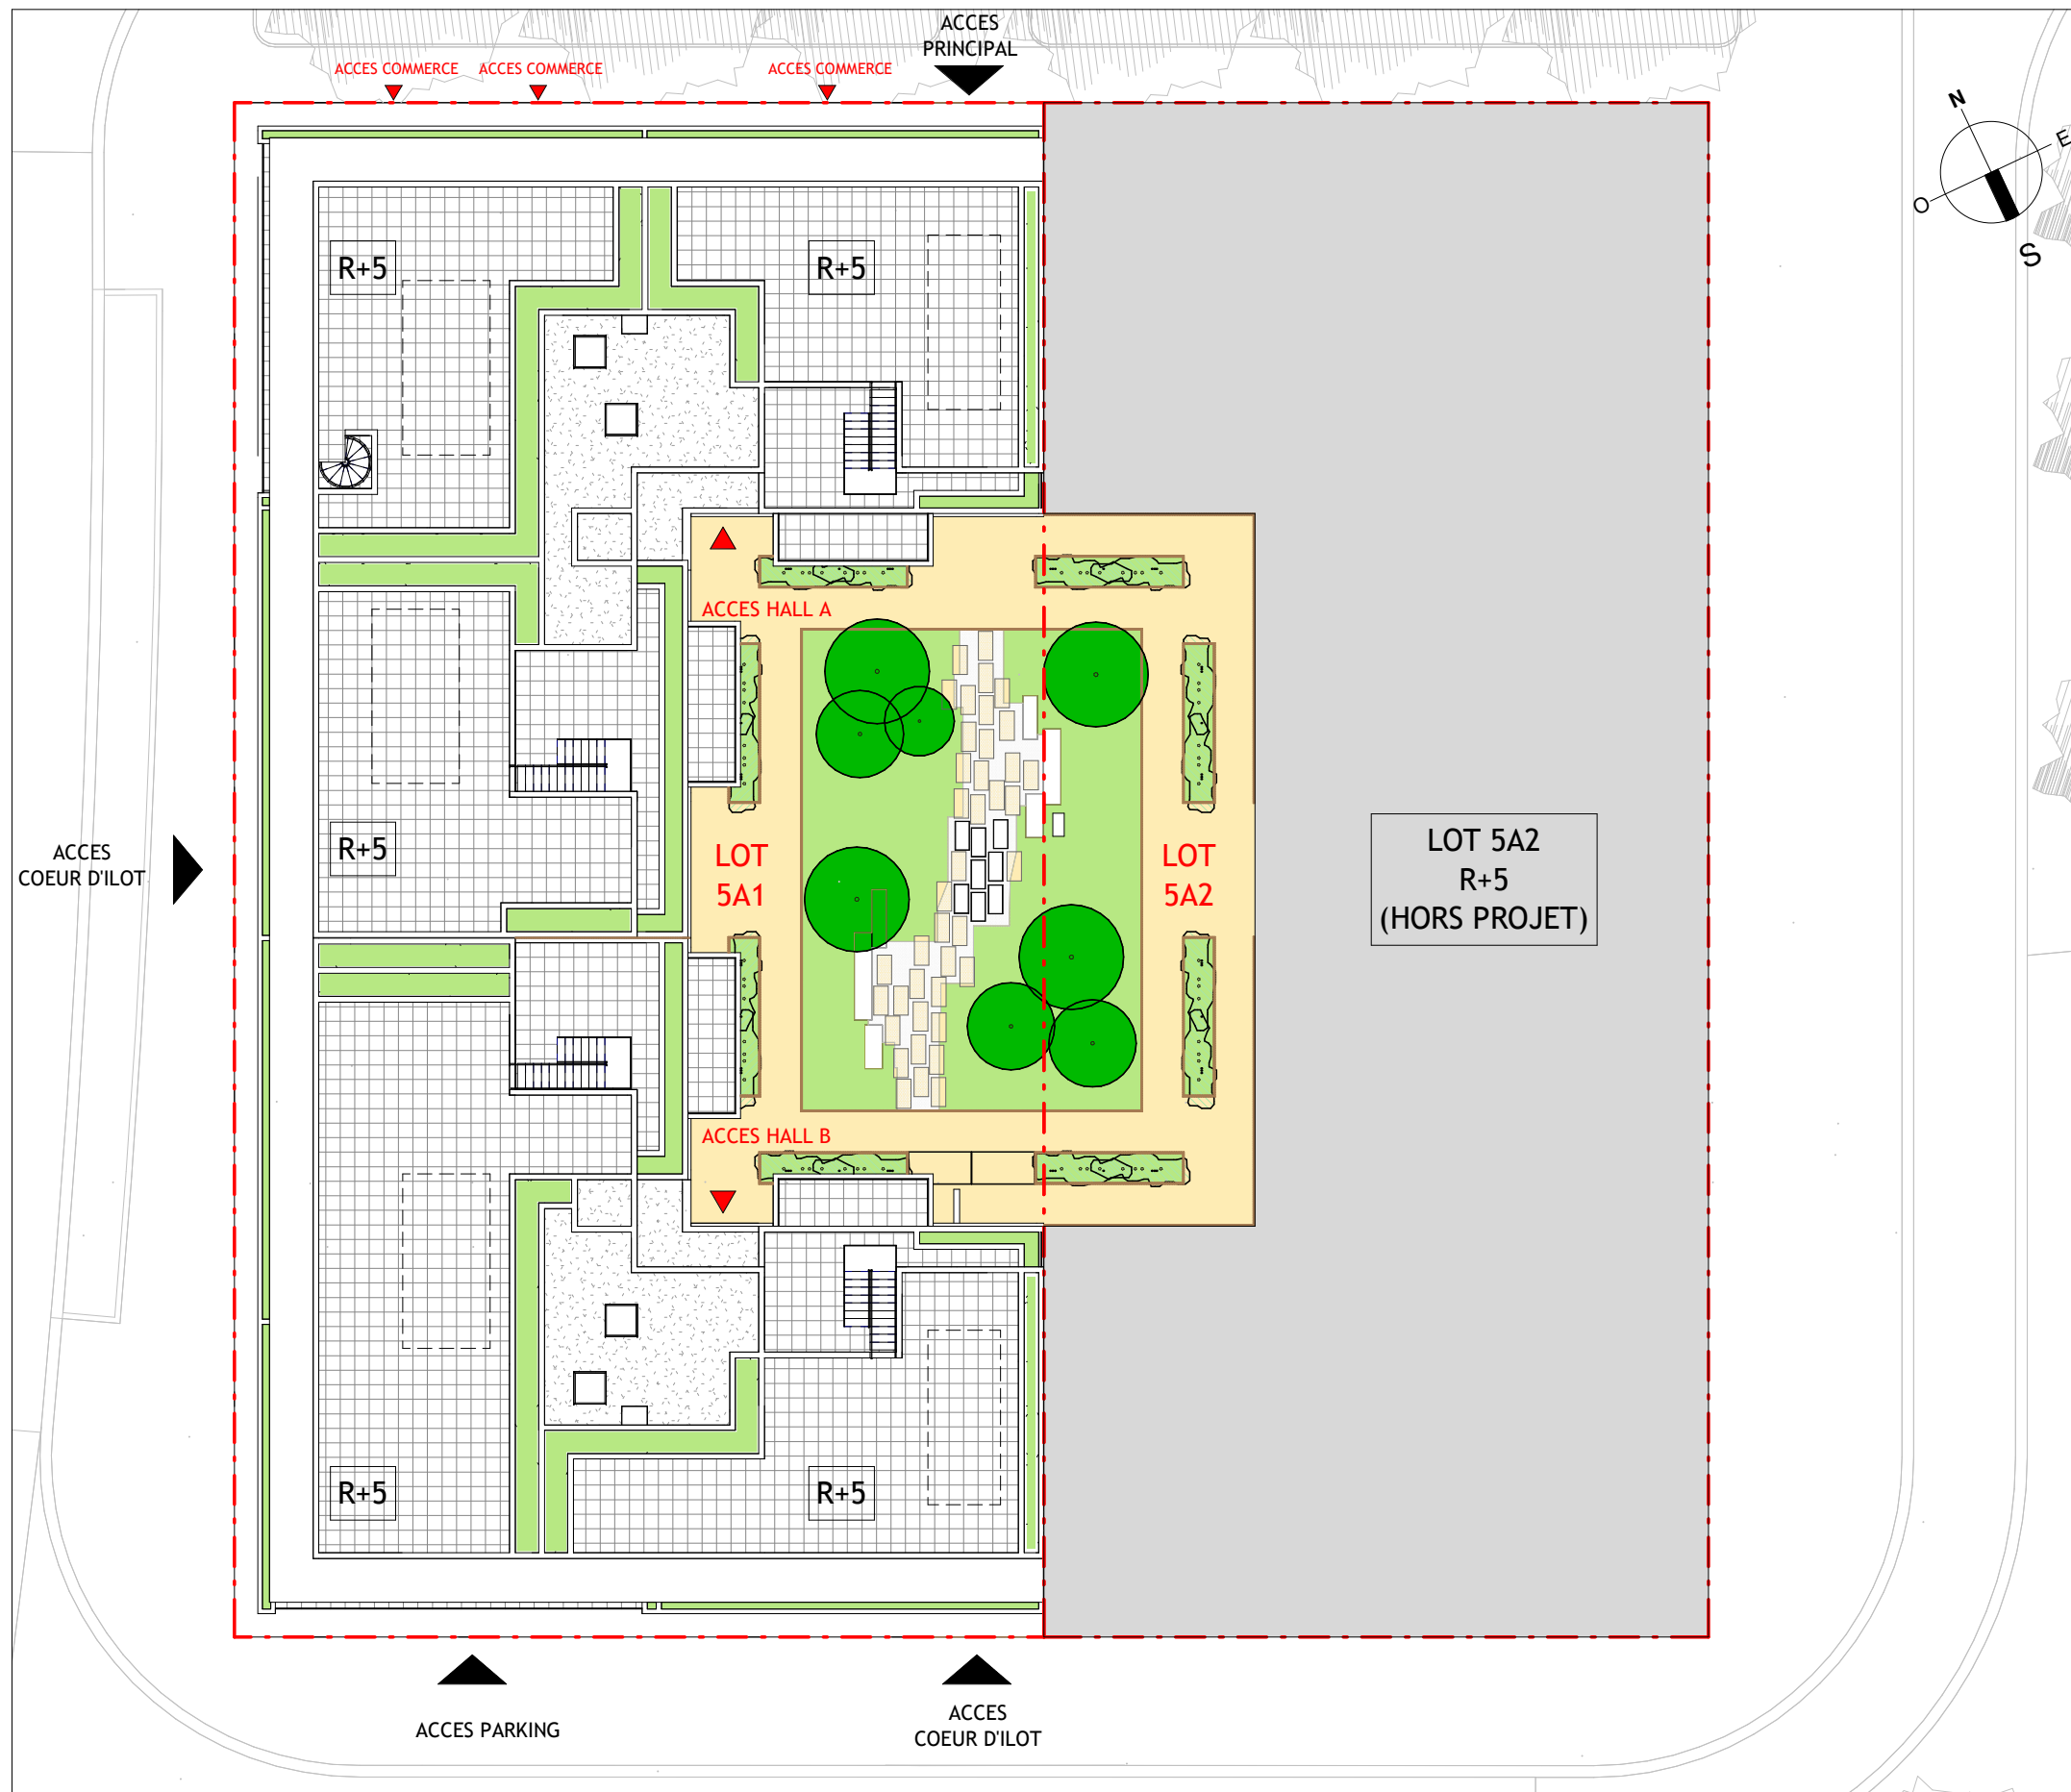 ACCES
PRINCIPAL
ACCES COMMERCE
ACCES COMMERCE
ACCES COMMERCE
N
E
O
S
R+5
R+5
ACCES HALL A
R+5
ACCES
COEUR D'ILOT
LOT
5A1
LOT
5A2
LOT 5A2
R+5
(HORS PROJET)
ACCES HALL B
R+5
R+5
ACCES PARKING
ACCES
COEUR D'ILOT